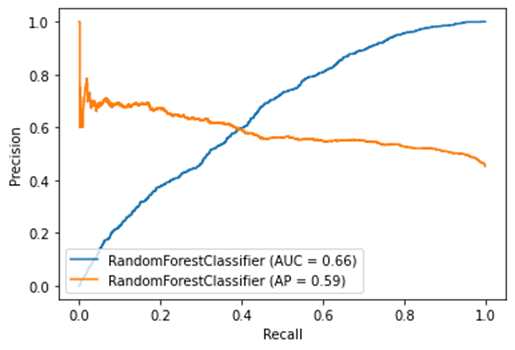 1.0
0.8
0.6
0.4
0.2
0.0
Precision
RandomForestClassifier (AUC = 0.66)
RandomForestClassifier (AP = 0.59)
0.0 0.2 0.4 0.6 0.8 1.0
Recall